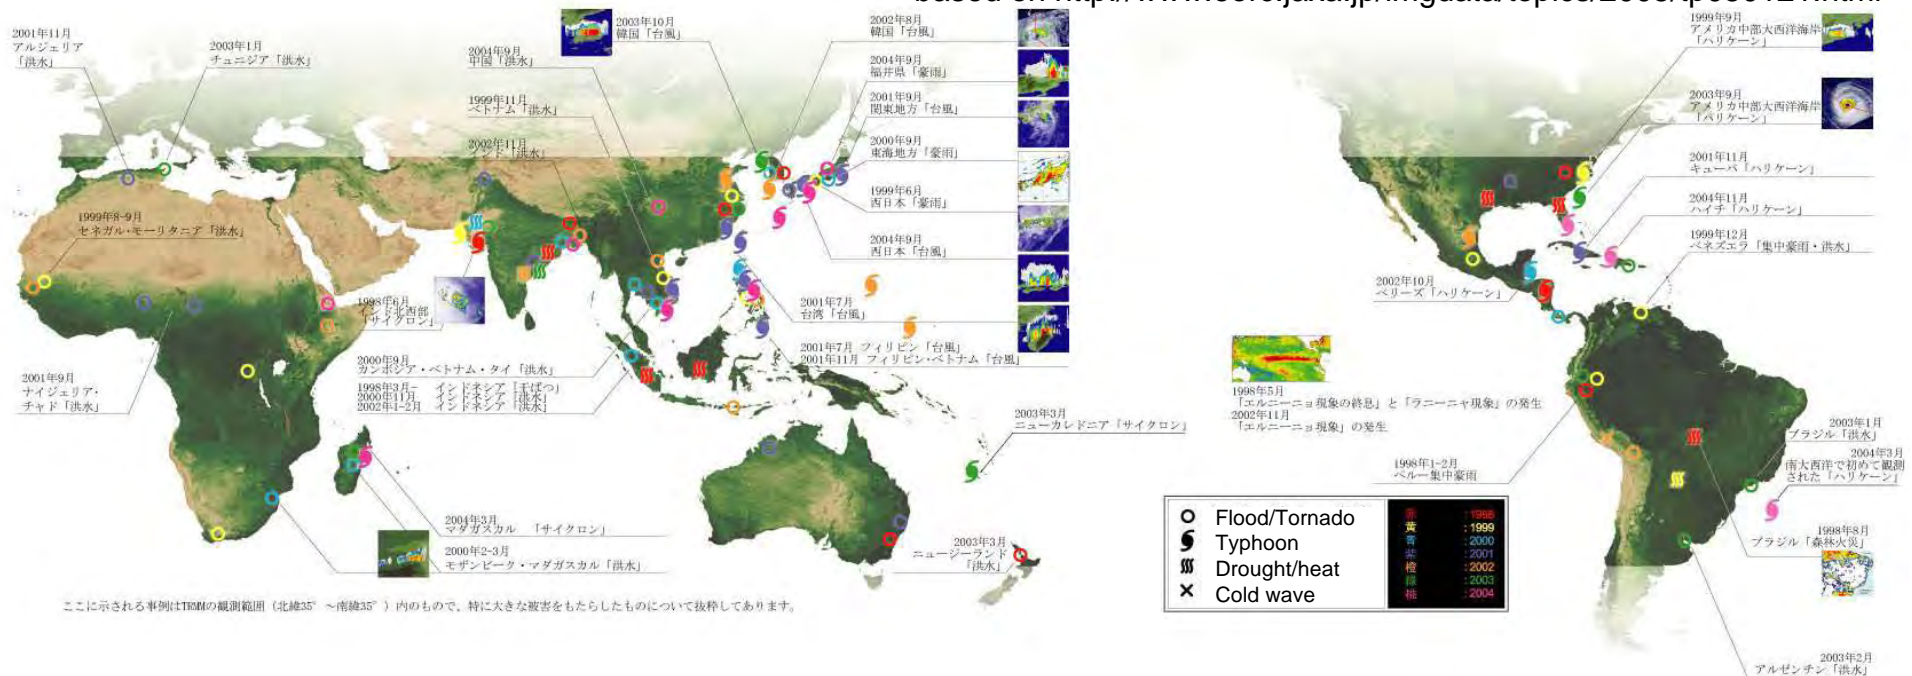 2001年11月
アルジェリア
「洪水」
2003年1月
チュニジア「洪水」
2004年9月
中国「洪水」
1999年11月
ベトナム「洪水」
2002年11月
インド「洪水」
2003年10月
韓国「台風」
2002年8月
韓国「台風」
2004年9月
福井県「豪雨」
2001年9月
関東地方「台風」
2000年9月
東海地方「豪雨」
1999年6月
西日本「豪雨」
2004年9月
西日本「台風」
2001年7月
台湾「台風」
2001年7月 フィリピン「台風」
2001年11月 フィリピン・ベトナム「台風」
1999年8-9月
セネガル・モーリタニア「洪水」
1998年6月
インド北西部
「サイクロン」
2000年9月
カンボジア・ベトナム・タイ「洪水」
1998年3月- インドネシア「干ばつ」
2000年11月 インドネシア「洪水」
2002年1-2月 インドネシア「洪水」
2001年9月
ナイジェリア・
チャド「洪水」
2004年3月
マダガスカル 「サイクロン」
2000年2-3月
モザンビーク・マダガスカル「洪水」
2003年3月
ニューカレドニア「サイクロン」
2003年3月
ニュージーランド
「洪水」
ここに示される事例はTRMMの観測範囲（北緯35°～南緯35°）内のもので、特に大きな被害をもたらしたものについて抜粋してあります。
1999年9月
アメリカ中部大西洋海岸
「ハリケーン」
2003年9月
アメリカ中部大西洋海岸
「ハリケーン」
2001年11月
キューバ「ハリケーン」
2004年11月
ハイチ「ハリケーン」
1999年12月
ベネズエラ「集中豪雨・洪水」
2002年10月
ベリーズ「ハリケーン」
1998年5月
「エルニーニョ現象の終息」と「ラニーニャ現象」の発生
2002年11月
「エルニーニョ現象」の発生
1998年1-2月
ペルー集中豪雨
2003年1月
ブラジル「洪水」
2004年3月
南大西洋で初めて観測
された「ハリケーン」
1998年8月
ブラジル「森林火災」
2003年2月
アルゼンチン「洪水」
Flood/Tornado
Typhoon
Drought/heat
Cold wave
赤 :1998
黄 :1999
青 :2000
紫 :2001
橙 :2002
緑 :2003
桃 :2004